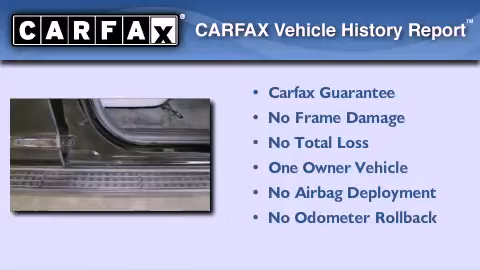 CARFAX® CARFAX Vehicle History Report™
• Carfax Guarantee
• No Frame Damage
• No Total Loss
• One Owner Vehicle
• No Airbag Deployment
• No Odometer Rollback